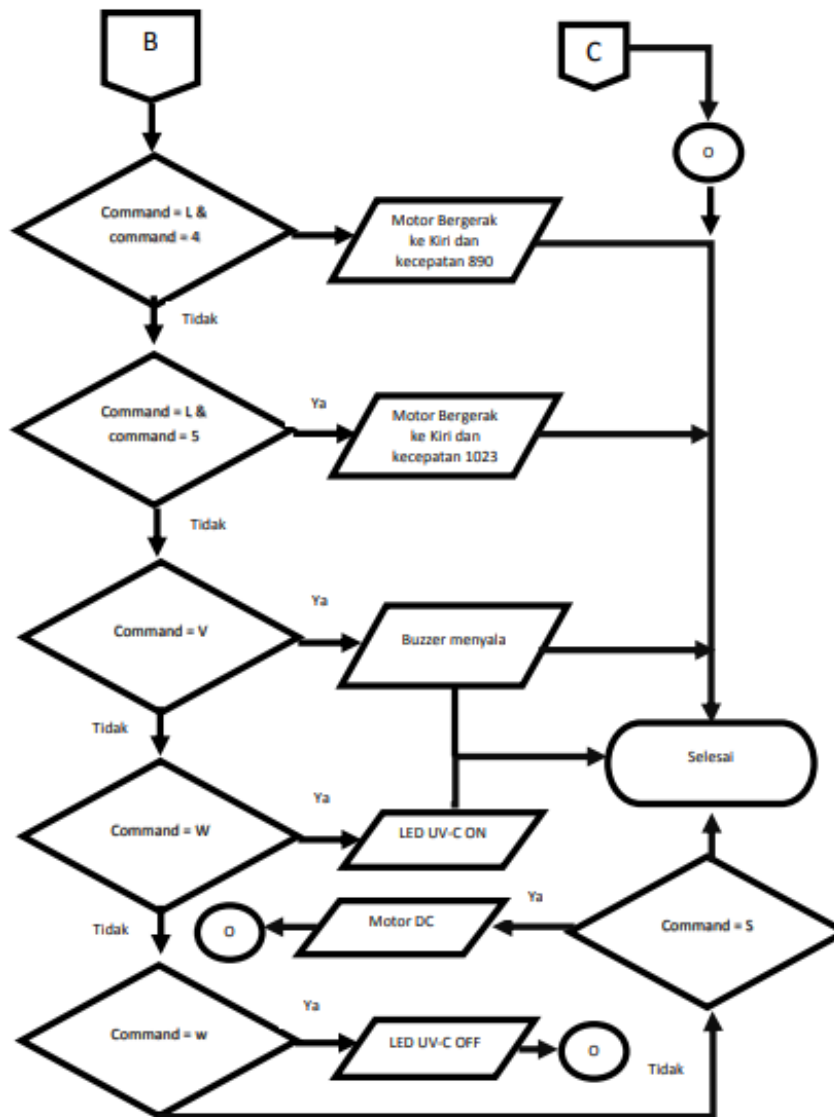 B
C
O
Command = L &
command = 4
Motor Bergerak
ke Kiri dan
kecepatan 890
Tidak
Command = L &
command = 5
Ya
Motor Bergerak
ke Kiri dan
kecepatan 1023
Tidak
Command = V
Ya
Buzzer menyala
Tidak
Selesai
Command = W
Ya
LED UV-C ON
Tidak
O
Motor DC
Ya
Command = S
Command = w
Ya
LED UV-C OFF
O
Tidak